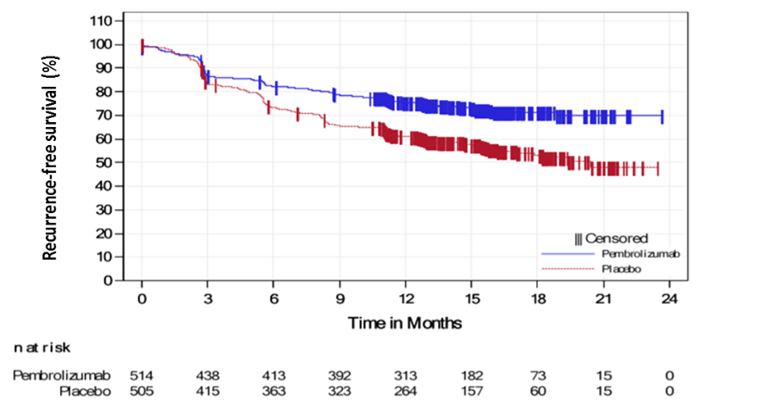 110
100
90
80
70
60
50
40
30
20
10
0
Recurrence-free survival (%)
||| Censored
Pembrolizumab
Placebo
0 3 6 9 12 15 18 21 24
Time in Months
n at risk
Pembrolizumab 514 438 413 392 313 182 73 15 0
Placebo 505 415 363 323 264 157 60 15 0